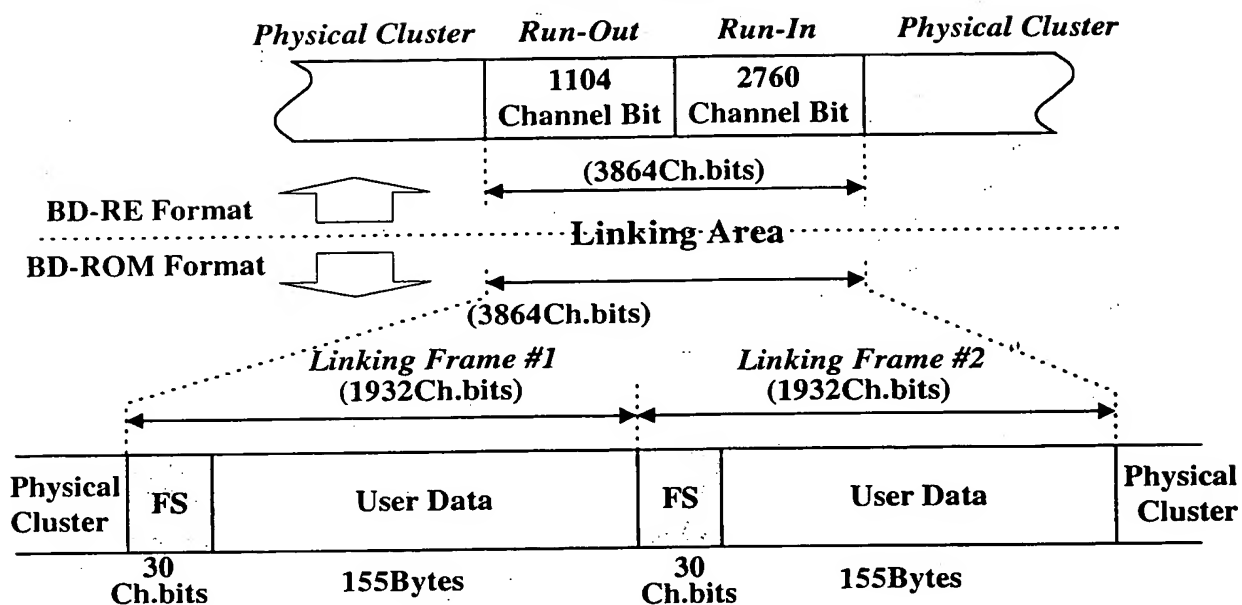 Physical Cluster Run-Out Run-In Physical Cluster
1104 Channel Bit
2760 Channel Bit
(3864Ch.bits)
BD-RE Format
Linking Area
BD-ROM Format
(3864Ch.bits)
Linking Frame #1
(1932Ch.bits)
Linking Frame #2
(1932Ch.bits)
Physical Cluster
FS
User Data
FS
User Data
Physical Cluster
30 Ch.bits
155Bytes
30 Ch.bits
155Bytes